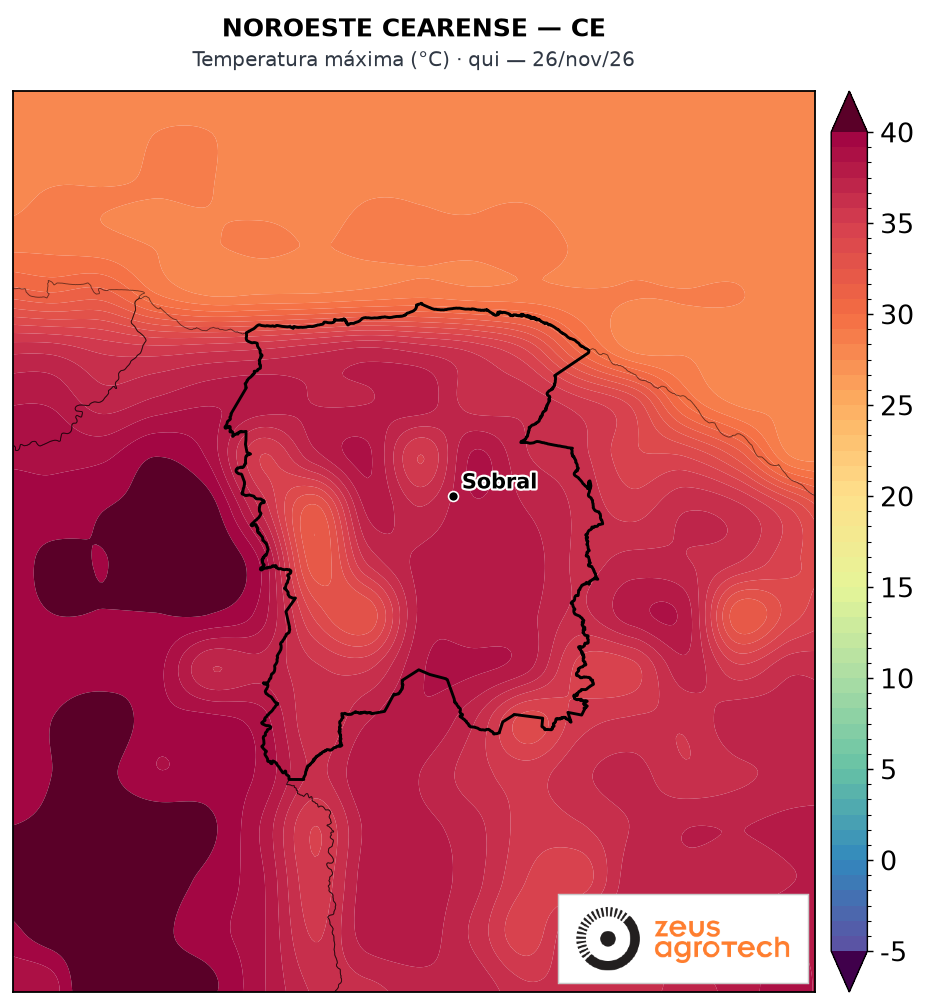 NOROESTE CEARENSE — CE
Temperatura máxima (°C) · qui — 26/nov/26
40
35
30
25
20
15
10
5
0
-5
Sobral
zeus
agrotech